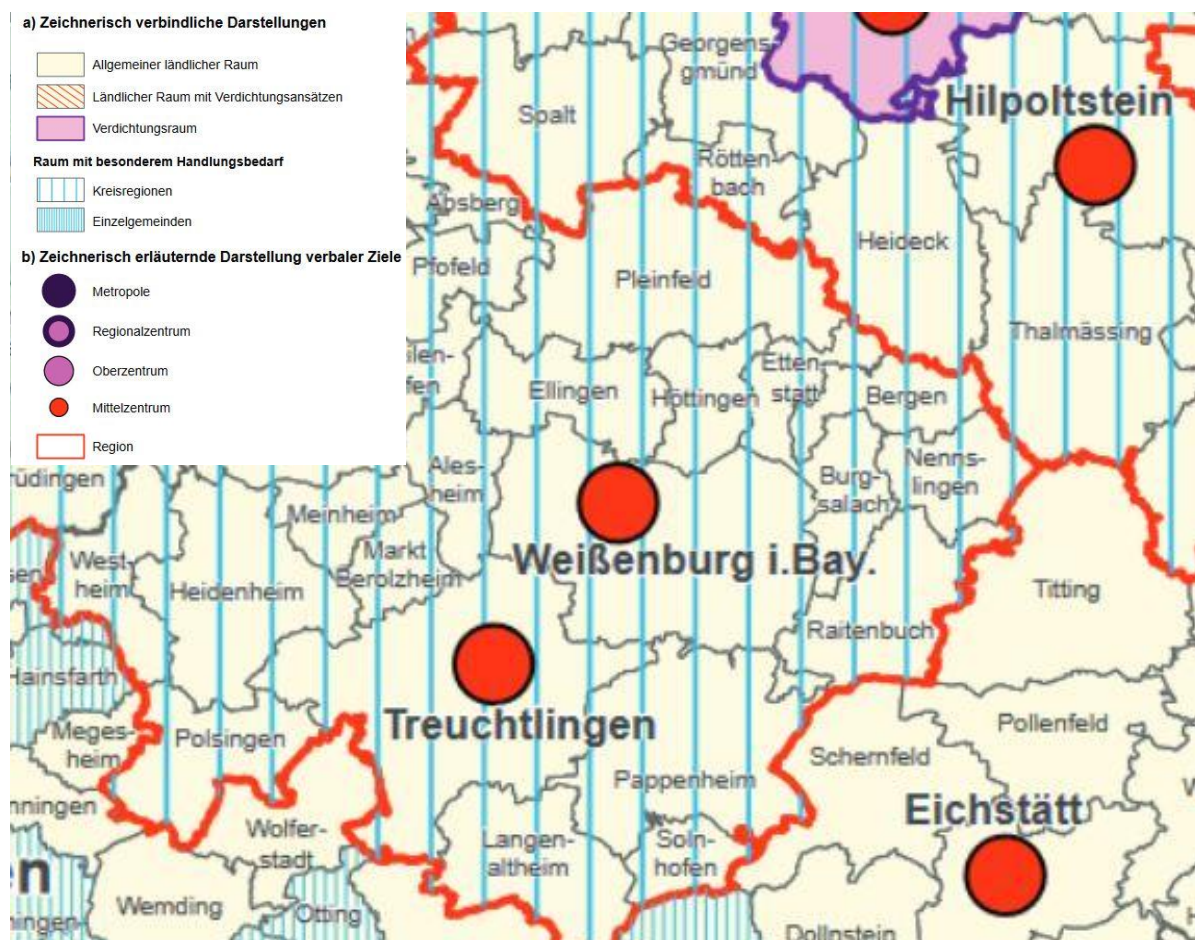 a) Zeichnerisch verbindliche Darstellungen
Allgemeiner ländlicher Raum
Ländlicher Raum mit Verdichtungsansätzen
Verdichtungsraum
Raum mit besonderem Handlungsbedarf
Kreisregionen
Einzelgemeinden
b) Zeichnerisch erläuternde Darstellung verbaler Ziele
Metropole
Regionalzentrum
Oberzentrum
Mittelzentrum
Region
Georgens-
gmünd
Hilpoltstein
Spalt
Rötten-
bach
Absberg
Heideck
Pfofeld
Pleinfeld
Thalmässing
Ellingen
Höttingen
Etten-
statt
Bergen
Ales-
heim
Burg-
salach
Nenns-
lingen
Meinheim
Markt
Berolzheim
West-
heim
Heidenheim
Weißenburg i.Bay.
Titting
Raitenbuch
Hainsfarth
Treuchtlingen
Polsingen
Meges-
heim
Pollenfeld
Schernfeld
Pappenheim
Eichstätt
Wolfer-
stadt
Langen-
altheim
Soln-
hofen
Wemding
Otting
Dollnstein